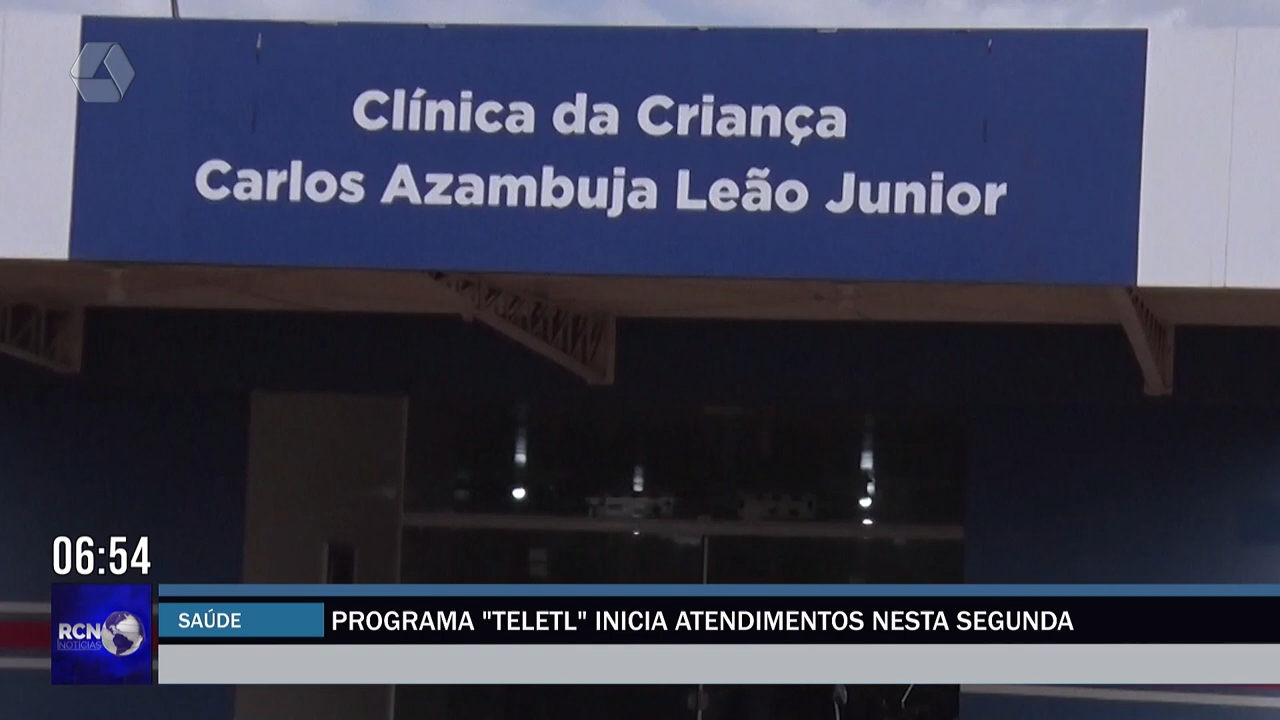 Clínica da Criança
Carlos Azambuja Leão Junior
06:54
RCN
NOTÍCIAS
SAÚDE
PROGRAMA "TELETL" INICIA ATENDIMENTOS NESTA SEGUNDA